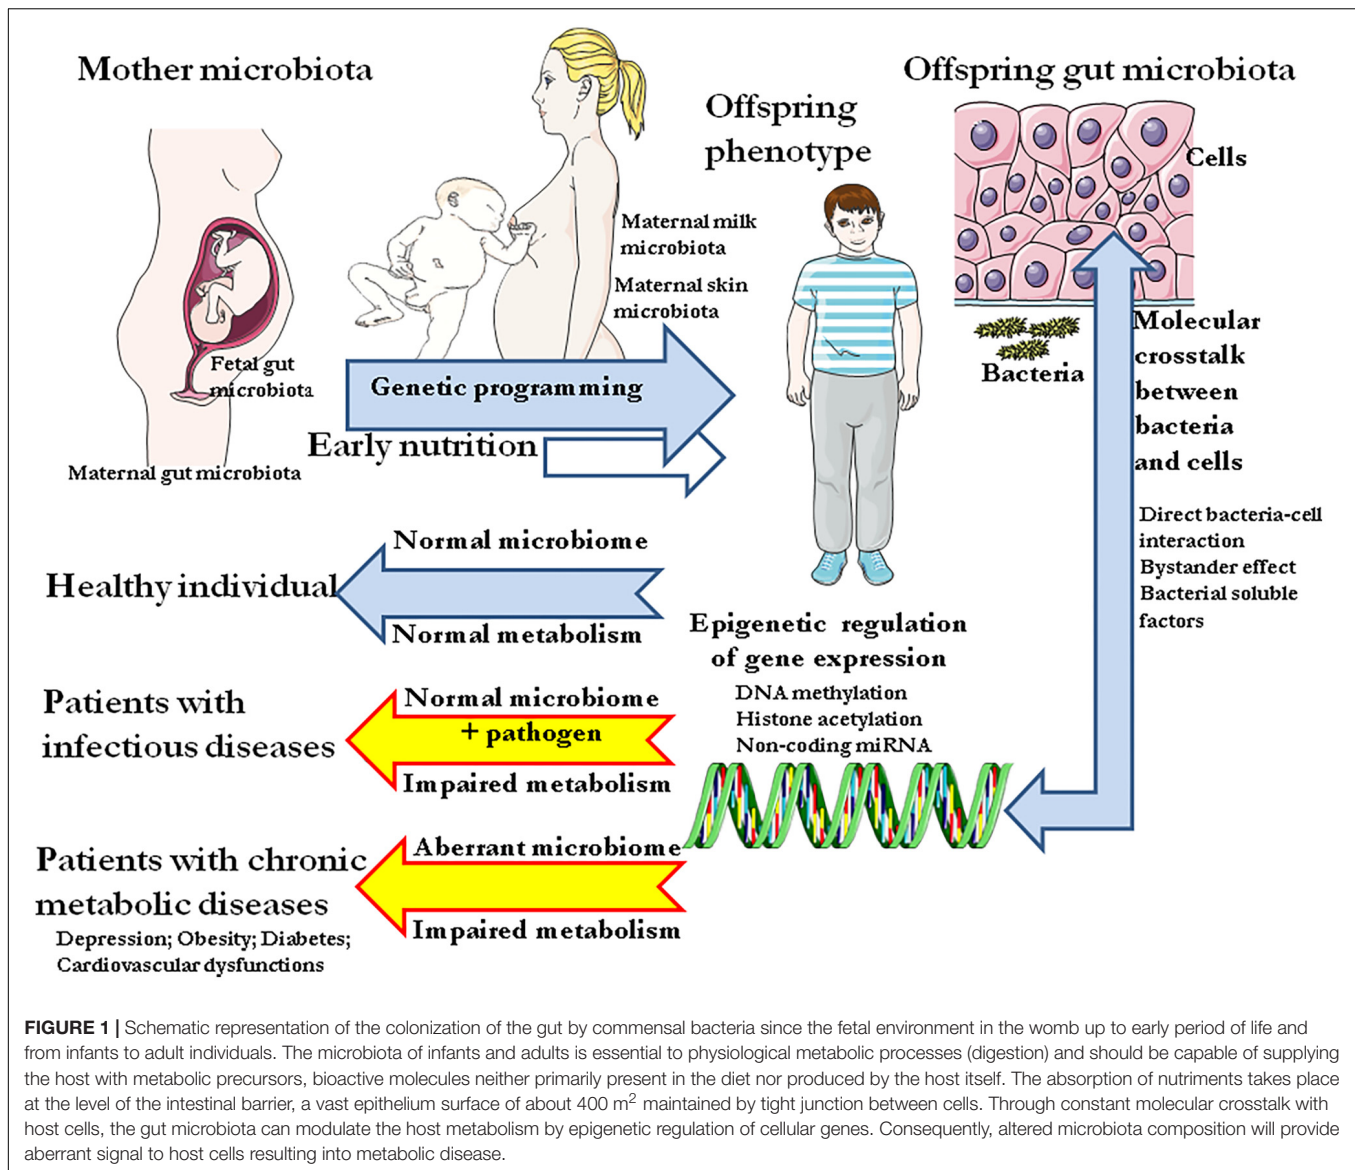 Mother microbiota
Fetal gut
microbiota
Maternal gut microbiota
Maternal milk
microbiota
Maternal skin
microbiota
Genetic programming
Early nutrition
Offspring
phenotype
Offspring gut microbiota
Cells
Bacteria
Molecular
crosstalk
between
bacteria
and cells
Direct bacteria-cell
interaction
Bystander effect
Bacterial soluble
factors
Epigenetic regulation
of gene expression
DNA methylation
Histone acetylation
Non-coding miRNA
Normal microbiome
Healthy individual
Normal metabolism
Normal microbiome
+ pathogen
Patients with
infectious diseases
Impaired metabolism
Aberrant microbiome
Patients with chronic
metabolic diseases
Impaired metabolism
Depression; Obesity; Diabetes;
Cardiovascular dysfunctions
FIGURE 1 | Schematic representation of the colonization of the gut by commensal bacteria since the fetal environment in the womb up to early period of life and
from infants to adult individuals. The microbiota of infants and adults is essential to physiological metabolic processes (digestion) and should be capable of supplying
the host with metabolic precursors, bioactive molecules neither primarily present in the diet nor produced by the host itself. The absorption of nutriments takes place
at the level of the intestinal barrier, a vast epithelium surface of about 400 m² maintained by tight junction between cells. Through constant molecular crosstalk with
host cells, the gut microbiota can modulate the host metabolism by epigenetic regulation of cellular genes. Consequently, altered microbiota composition will provide
aberrant signal to host cells resulting into metabolic disease.